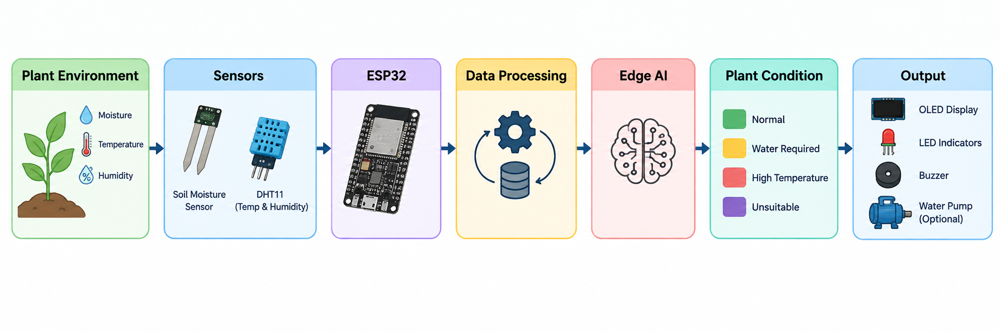 Plant Environment
Moisture
Temperature
Humidity
Sensors
Soil Moisture
Sensor
DHT11
(Temp & Humidity)
ESP32
Data Processing
Edge AI
Plant Condition
Normal
Water Required
High Temperature
Unsuitable
Output
OLED Display
LED Indicators
Buzzer
Water Pump
(Optional)